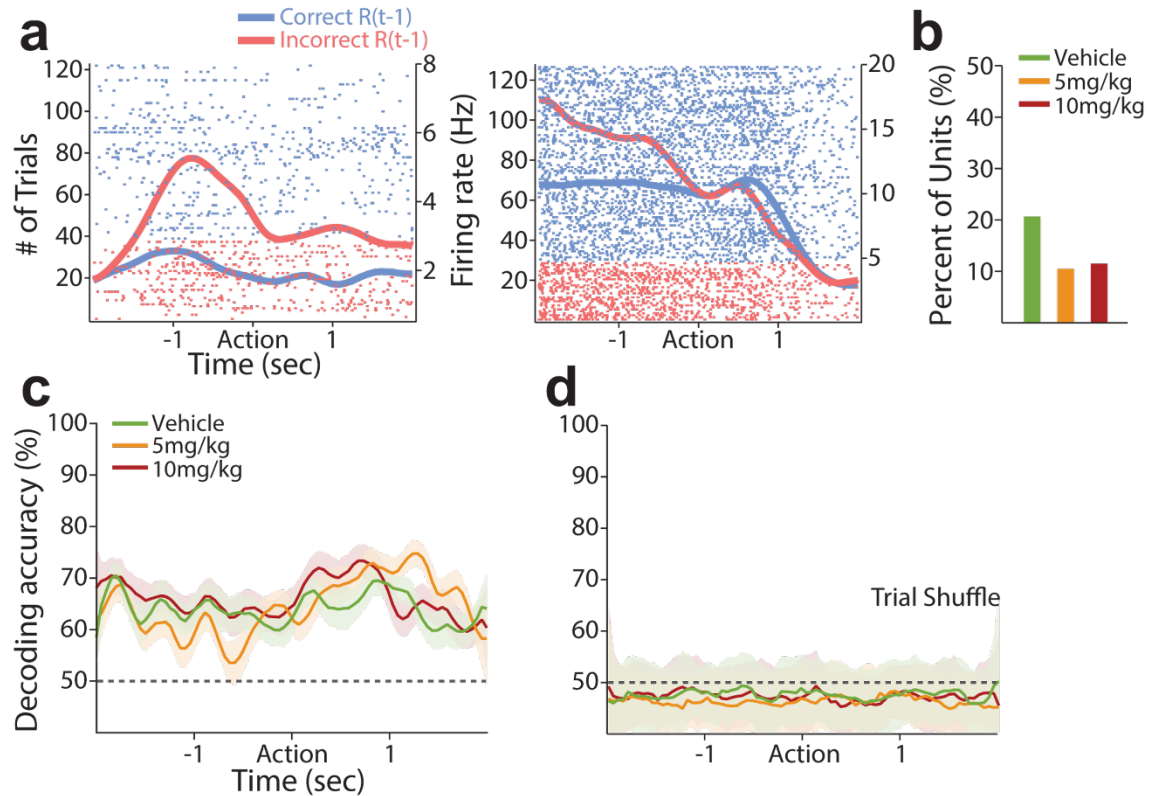 a
Correct R(t-1)
Incorrect R(t-1)
# of Trials
120
100
80
60
40
20
8
6
4
2
Firing rate (Hz)
-1
Action
1
Time (sec)
120
100
80
60
40
20
20
15
10
5
-1
Action
1
b
Vehicle
5mg/kg
10mg/kg
Percent of Units (%)
50
40
30
20
10
c
Vehicle
5mg/kg
10mg/kg
Decoding accuracy (%)
100
90
80
70
60
50
-1
Action
1
Time (sec)
d
100
90
80
70
60
50
Trial Shuffle
-1
Action
1